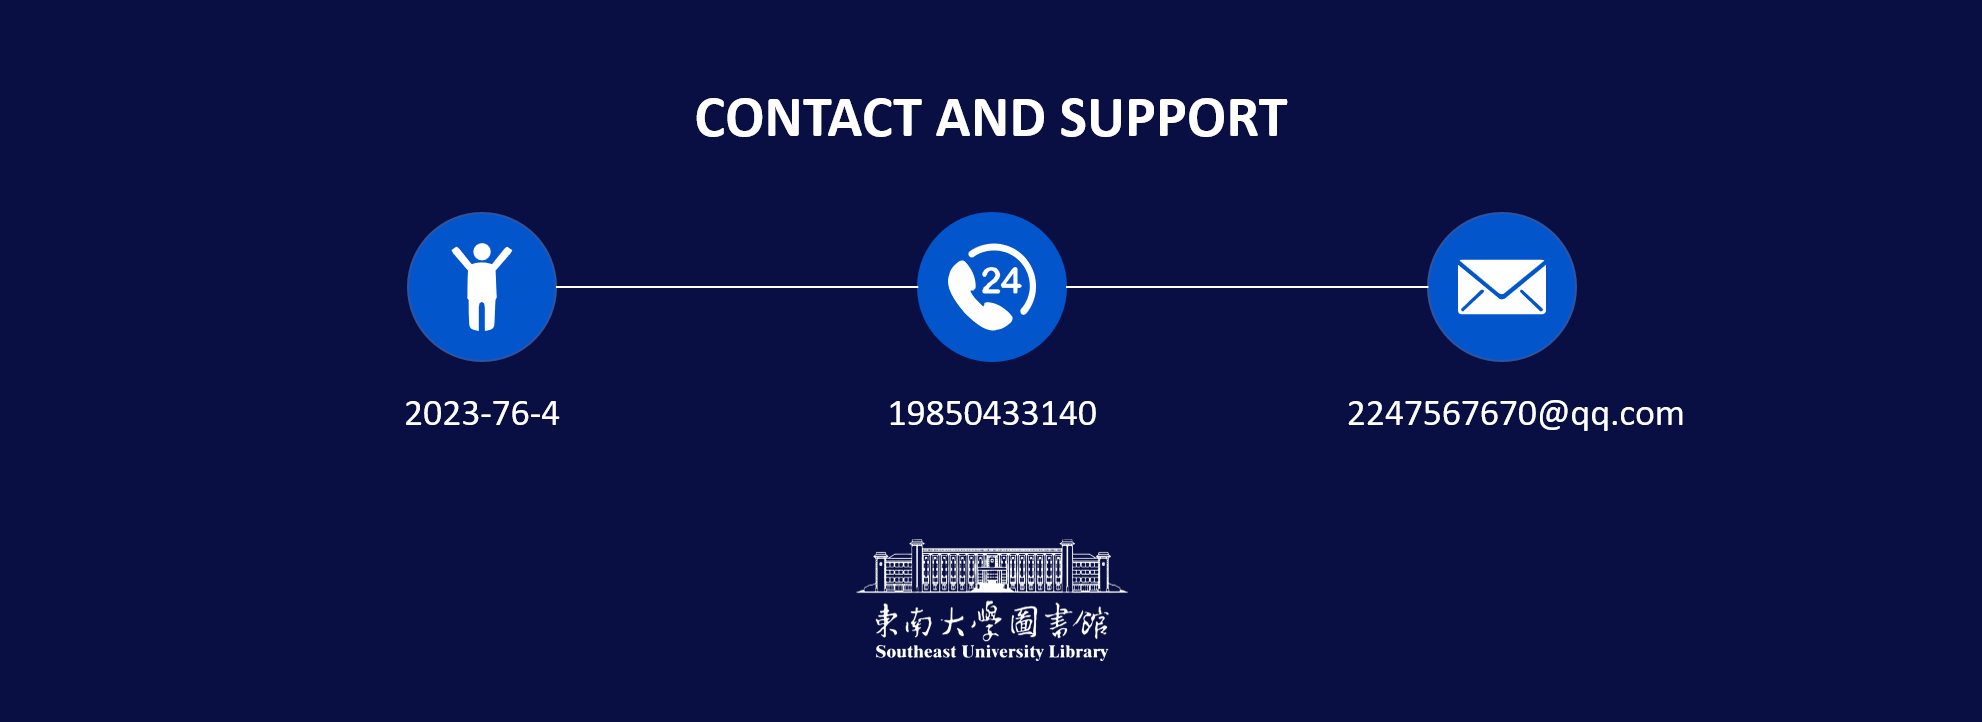 CONTACT AND SUPPORT
24
2023-76-4
19850433140
2247567670@qq.com
東南大學圖書館
Southeast University Library